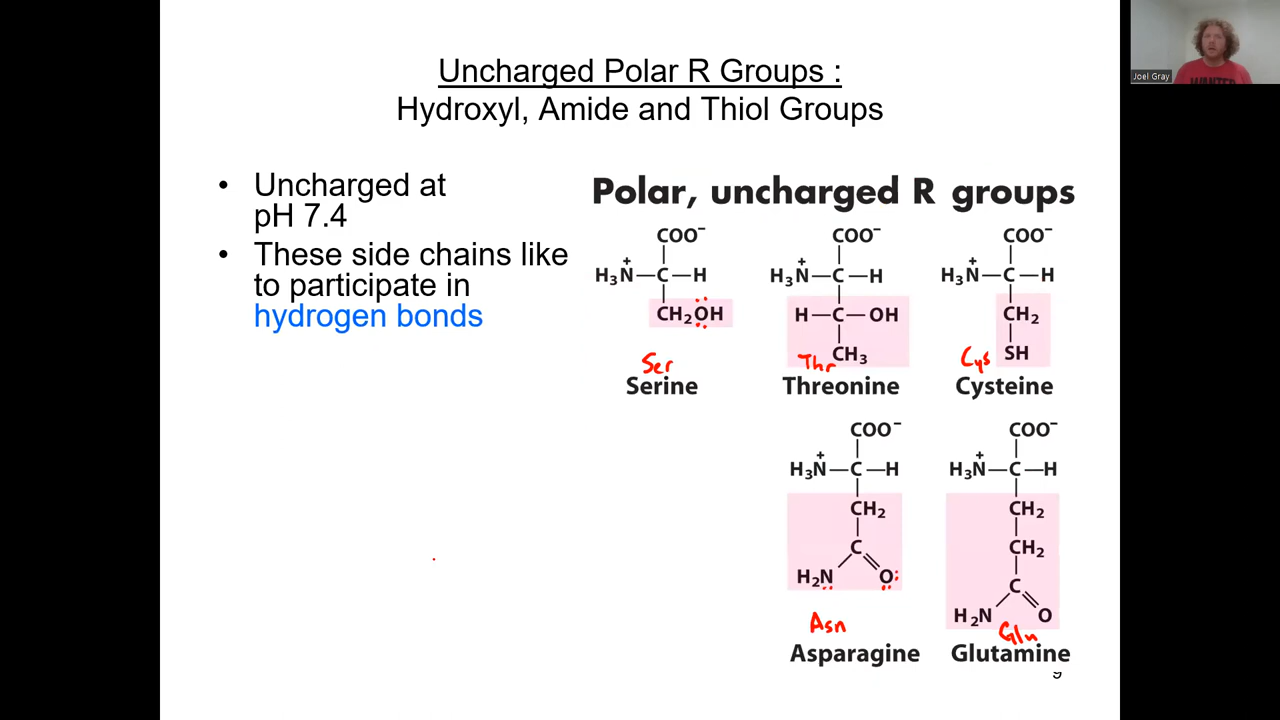 Uncharged Polar R Groups :
Hydroxyl, Amide and Thiol Groups
Joel Gray
WANTED
• Uncharged at
pH 7.4
• These side chains like
to participate in
hydrogen bonds
Polar, uncharged R groups
COO⁻ COO⁻ COO⁻
H₃N⁺—C—H H₃N⁺—C—H H₃N⁺—C—H
CH₂OH H—C—OH CH₂
CH₃ SH
Ser Thr Cys
Serine Threonine Cysteine
COO⁻ COO⁻
H₃N⁺—C—H H₃N⁺—C—H
CH₂ CH₂
C CH₂
H₂N O C
H₂N O
Asn Gln
Asparagine Glutamine
9